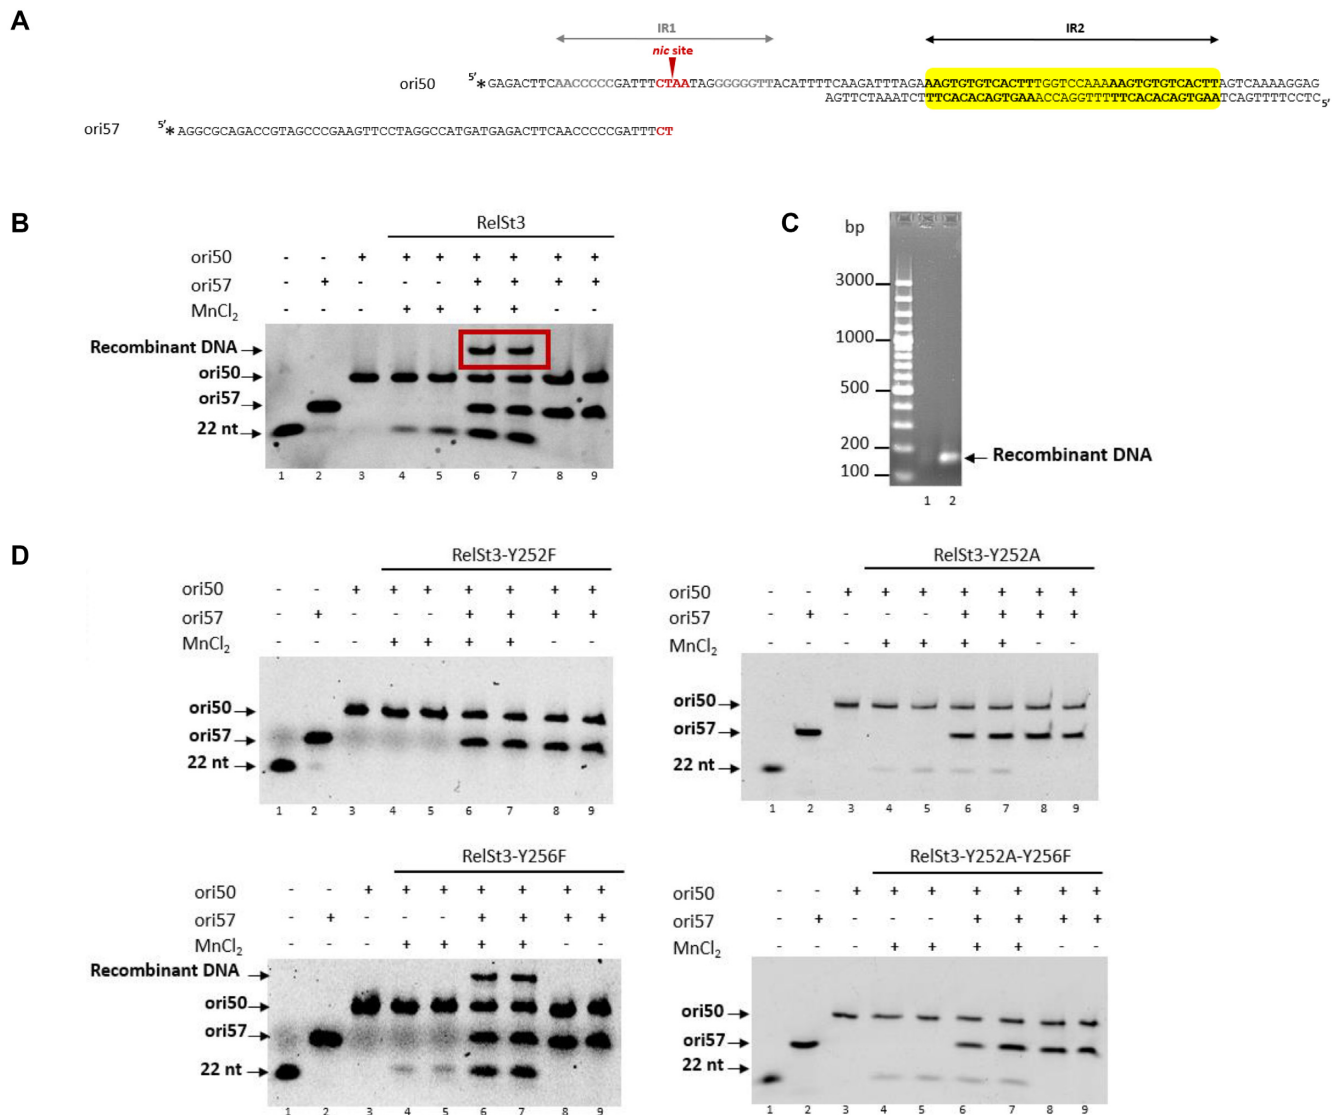 A
IR1
IR2
nic site
ori50 5' *GAGACTTCAACCCCCGATTTCTAATAGGGGGGTTACATTTTCAAGATTTAGAAAGTGTGTCACTTTGGTCCAAAAAGTGTGTCACTTAGTCAAAAGGAG
AGTTCTAAATCTTTCACACAGTGAAACCAGGTTTTTCACACAGTGAATCAGTTTTCCTC 5'
ori57 5' *AGGCGCAGACCGTAGCCCGAAGTTCCTAGGCCATGATGAGACTTCAACCCCCGATTTCT
B
RelSt3
ori50 - - + + + + + + +
ori57 - + - - - + + + +
MnCl2 - - - + + + + - -
Recombinant DNA
ori50
ori57
22 nt
1 2 3 4 5 6 7 8 9
C
bp
3000
1000
500
200
100
Recombinant DNA
1 2
D
RelSt3-Y252F
ori50 - - + + + + + + +
ori57 - + - - - + + + +
MnCl2 - - - + + + + - -
ori50
ori57
22 nt
1 2 3 4 5 6 7 8 9
RelSt3-Y252A
ori50 - - + + + + + + +
ori57 - + - - - + + + +
MnCl2 - - - + + + + - -
ori50
ori57
22 nt
1 2 3 4 5 6 7 8 9
RelSt3-Y256F
ori50 - - + + + + + + +
ori57 - + - - - + + + +
MnCl2 - - - + + + + - -
Recombinant DNA
ori50
ori57
22 nt
1 2 3 4 5 6 7 8 9
RelSt3-Y252A-Y256F
ori50 - - + + + + + + +
ori57 - + - - - + + + +
MnCl2 - - - + + + + - -
ori50
ori57
22 nt
1 2 3 4 5 6 7 8 9